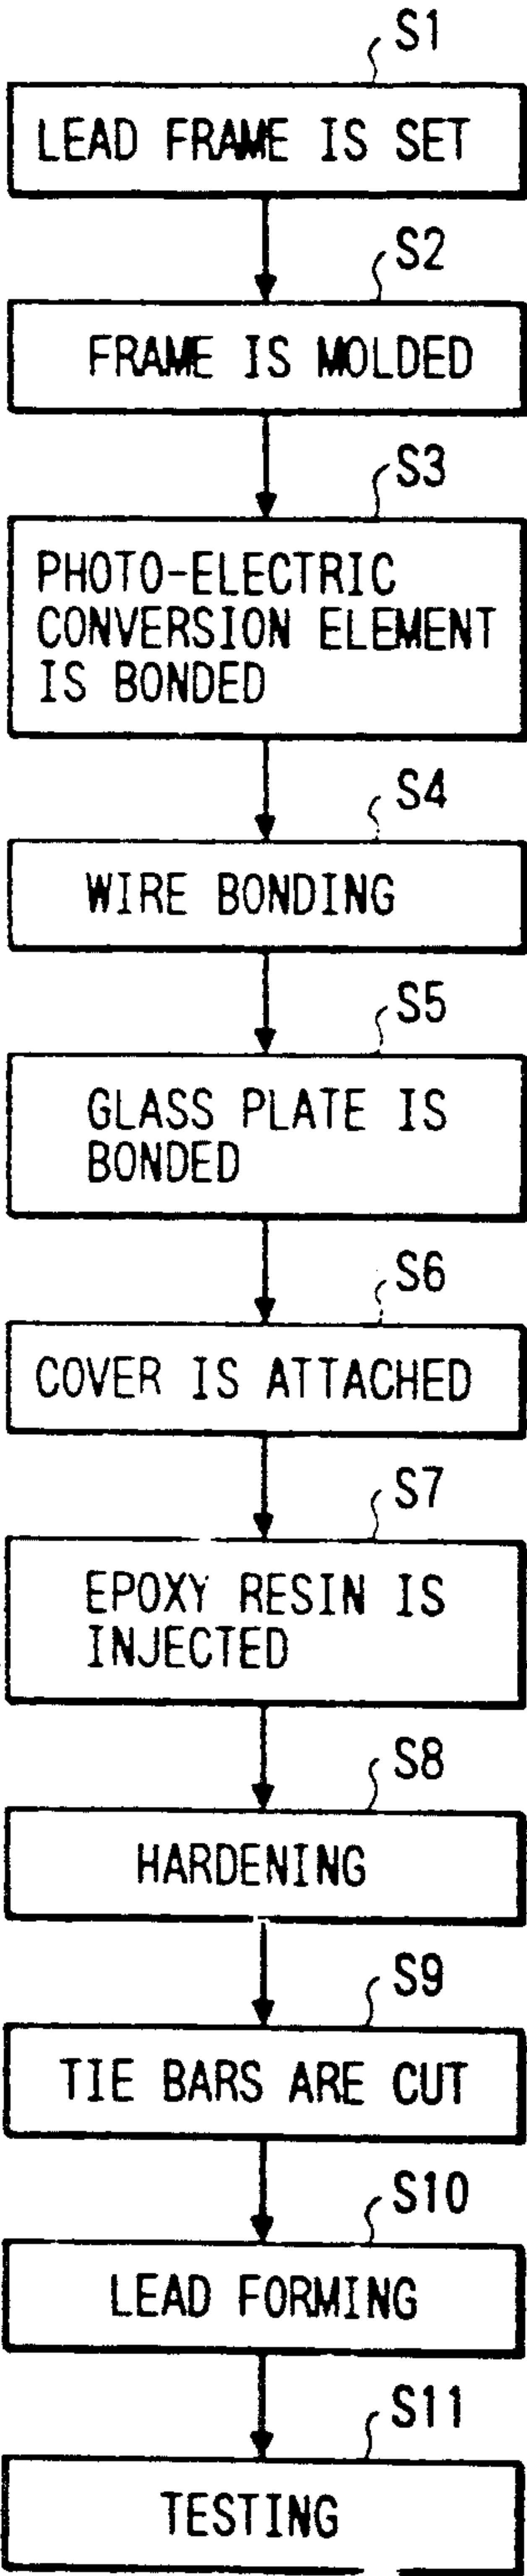 S1
LEAD FRAME IS SET
S2
FRAME IS MOLDED
S3
PHOTO-ELECTRIC
CONVERSION ELEMENT
IS BONDED
S4
WIRE BONDING
S5
GLASS PLATE IS
BONDED
S6
COVER IS ATTACHED
S7
EPOXY RESIN IS
INJECTED
S8
HARDENING
S9
TIE BARS ARE CUT
S10
LEAD FORMING
S11
TESTING